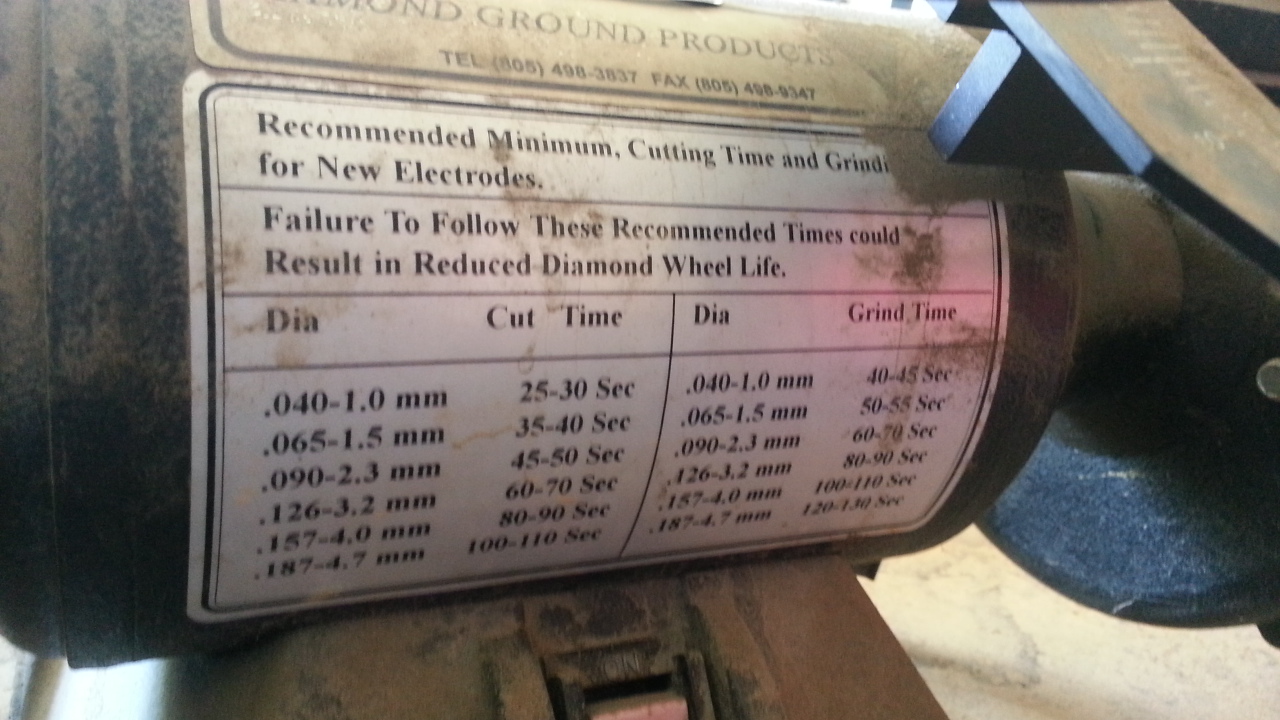 DIAMOND GROUND PRODUCTS
TEL (805) 498-3837 FAX (805) 498-9347
Recommended Minimum, Cutting Time and Grindi
for New Electrodes.
Failure To Follow These Recommended Times could
Result in Reduced Diamond Wheel Life.
Dia Cut Time Dia Grind Time
.040-1.0 mm 25-30 Sec .040-1.0 mm 40-45 Sec
.065-1.5 mm 35-40 Sec .065-1.5 mm 50-55 Sec
.090-2.3 mm 45-50 Sec .090-2.3 mm 60-70 Sec
.126-3.2 mm 60-70 Sec .126-3.2 mm 80-90 Sec
.157-4.0 mm 80-90 Sec .157-4.0 mm 100-110 Sec
.187-4.7 mm 100-110 Sec .187-4.7 mm 120-130 Sec
ON